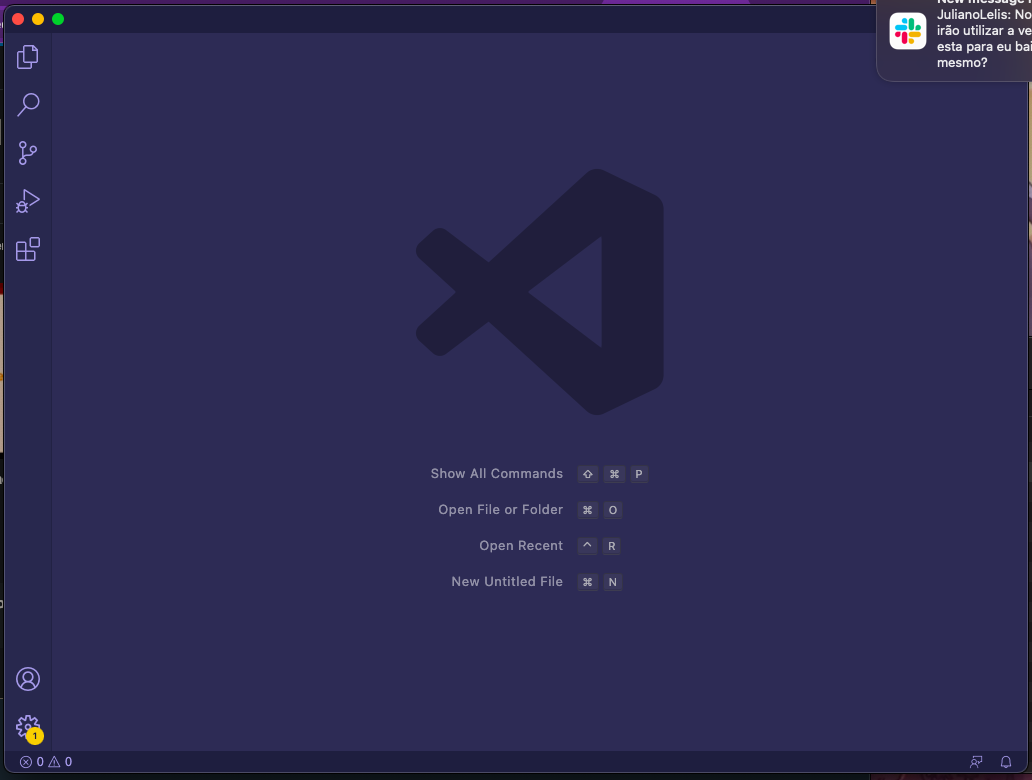 New message
JulianoLelis: No
irão utilizar a ve
esta para eu bai
mesmo?
Show All Commands ⇧ ⌘ P
Open File or Folder ⌘ O
Open Recent ^ R
New Untitled File ⌘ N
1
0 0